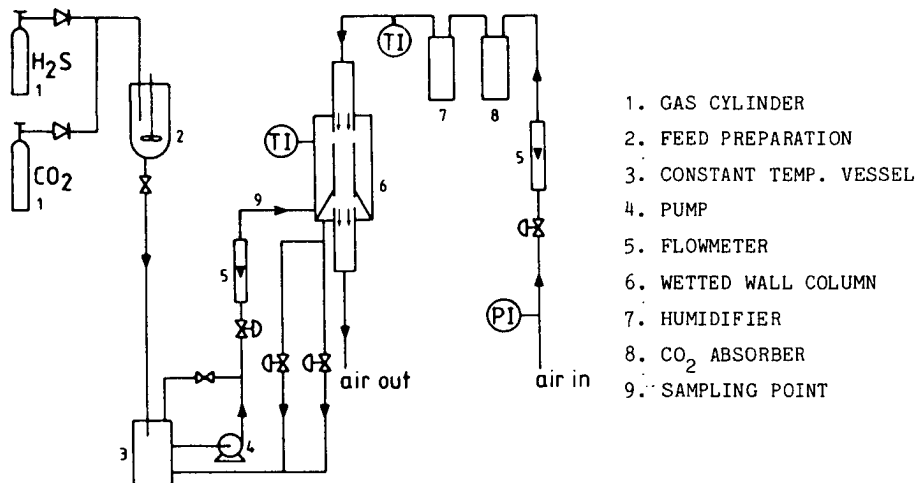 H2S
1
CO2
1
2
3
4
5
9
TI
6
air out
TI
7
8
5
PI
air in
1. GAS CYLINDER
2. FEED PREPARATION
3. CONSTANT TEMP. VESSEL
4. PUMP
5. FLOWMETER
6. WETTED WALL COLUMN
7. HUMIDIFIER
8. CO2 ABSORBER
9. SAMPLING POINT